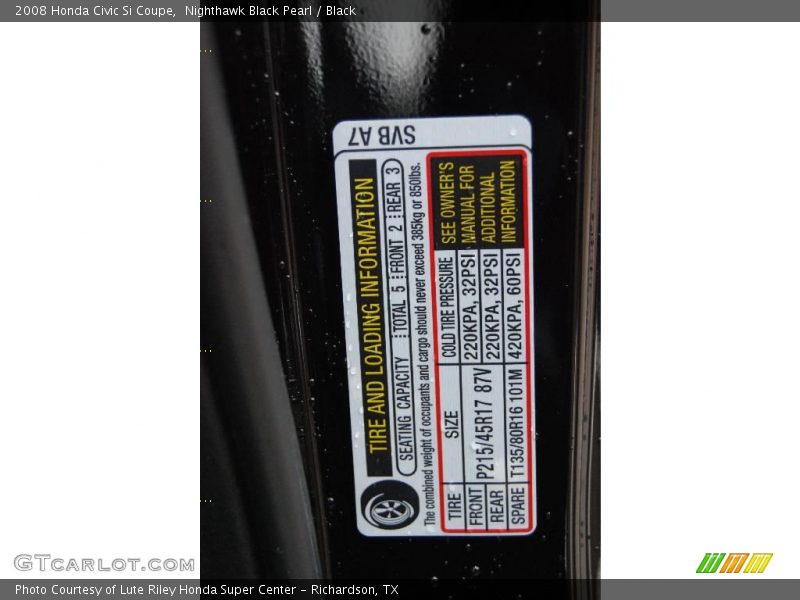 2008 Honda Civic Si Coupe, Nighthawk Black Pearl / Black
SVB A7
TIRE AND LOADING INFORMATION
SEATING CAPACITY TOTAL 5 FRONT 2 REAR 3
The combined weight of occupants and cargo should never exceed 385kg or 850lbs.
TIRE SIZE COLD TIRE PRESSURE
FRONT P215/45R17 87V 220KPA, 32PSI
REAR 220KPA, 32PSI
SPARE T135/80R16 101M 420KPA, 60PSI
SEE OWNER'S
MANUAL FOR
ADDITIONAL
INFORMATION
GTCARLOT.COM
Photo Courtesy of Lute Riley Honda Super Center – Richardson, TX